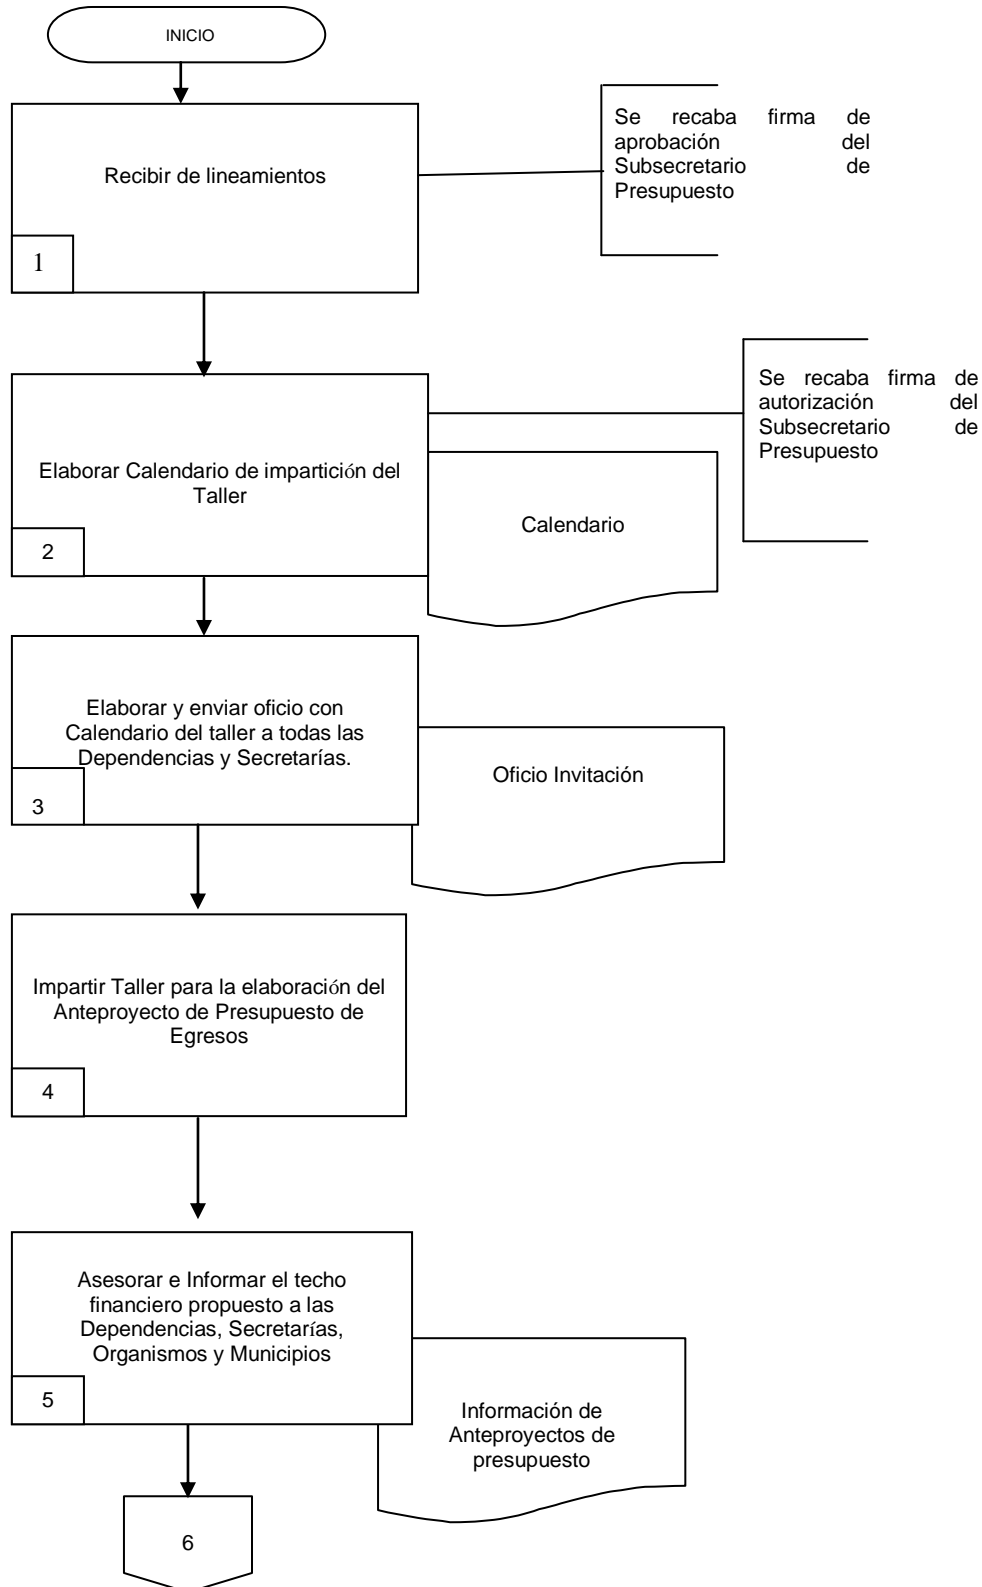 INICIO
Recibir de lineamientos
1
Se recaba firma de
aprobación del
Subsecretario de
Presupuesto
Elaborar Calendario de impartición del
Taller
2
Se recaba firma de
autorización del
Subsecretario de
Presupuesto
Calendario
Elaborar y enviar oficio con
Calendario del taller a todas las
Dependencias y Secretarías.
3
Oficio Invitación
Impartir Taller para la elaboración del
Anteproyecto de Presupuesto de
Egresos
4
Asesorar e Informar el techo
financiero propuesto a las
Dependencias, Secretarías,
Organismos y Municipios
5
Información de
Anteproyectos de
presupuesto
6